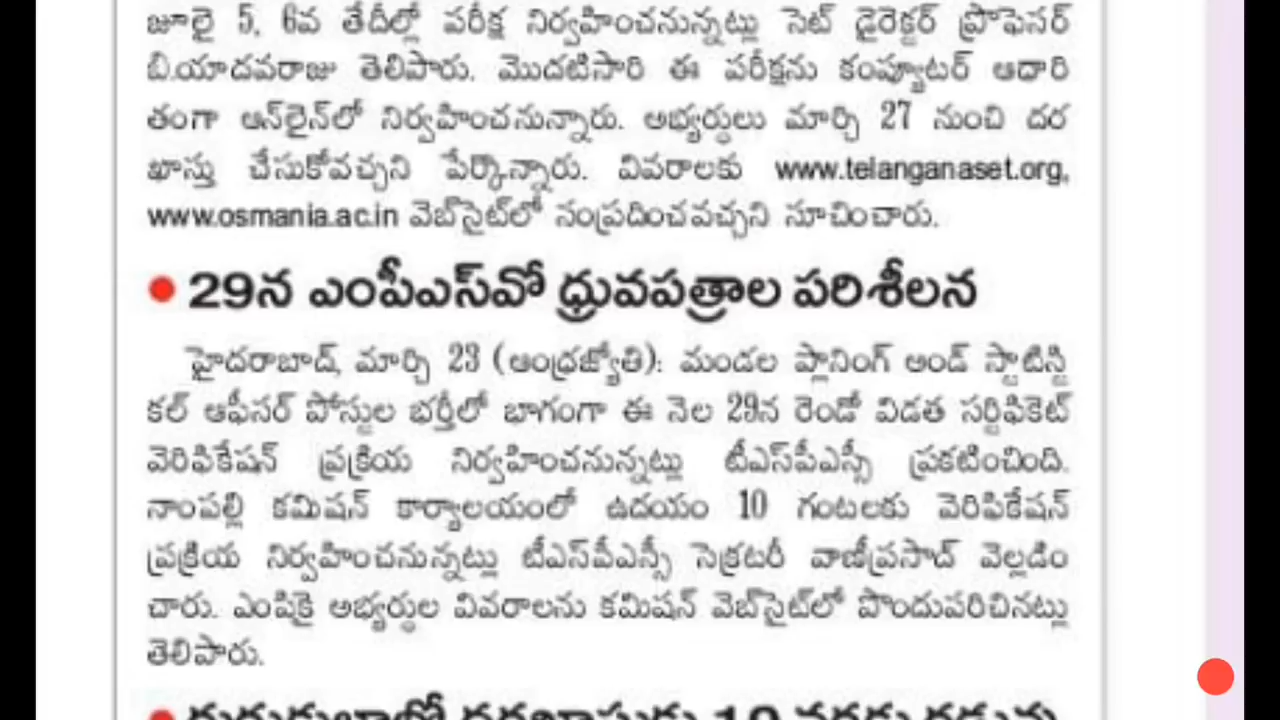 జూలై 5, 6వ తేదీల్లో పరీక్ష నిర్వహించనున్నట్లు సెట్ డైరెక్టర్ ప్రొఫెసర్
బి.యాదవరాజు తెలిపారు. మొదటిసారి ఈ పరీక్షను కంప్యూటర్ ఆధారి
తంగా ఆన్‌లైన్‌లో నిర్వహించనున్నారు. అభ్యర్థులు మార్చి 27 నుంచి దర
ఖాస్తు చేసుకోవచ్చని పేర్కొన్నారు. వివరాలకు www.telanganaset.org,
www.osmania.ac.in వెబ్‌సైట్‌లో సంప్రదించవచ్చని సూచించారు.
• 29న ఎంపీఎస్‌వో ధ్రువపత్రాల పరిశీలన
హైదరాబాద్, మార్చి 23 (ఆంధ్రజ్యోతి): మండల ప్లానింగ్ అండ్ స్టాటిస్టి
కల్ ఆఫీసర్ పోస్టుల భర్తీలో భాగంగా ఈ నెల 29న రెండో విడత సర్టిఫికెట్
వెరిఫికేషన్ ప్రక్రియ నిర్వహించనున్నట్లు టీఎస్‌పీఎస్సీ ప్రకటించింది.
నాంపల్లి కమిషన్ కార్యాలయంలో ఉదయం 10 గంటలకు వెరిఫికేషన్
ప్రక్రియ నిర్వహించనున్నట్లు టీఎస్‌పీఎస్సీ సెక్రటరీ వాణీప్రసాద్ వెల్లడిం
చారు. ఎంపికై అభ్యర్థుల వివరాలను కమిషన్ వెబ్‌సైట్‌లో పొందుపరిచినట్లు
తెలిపారు.